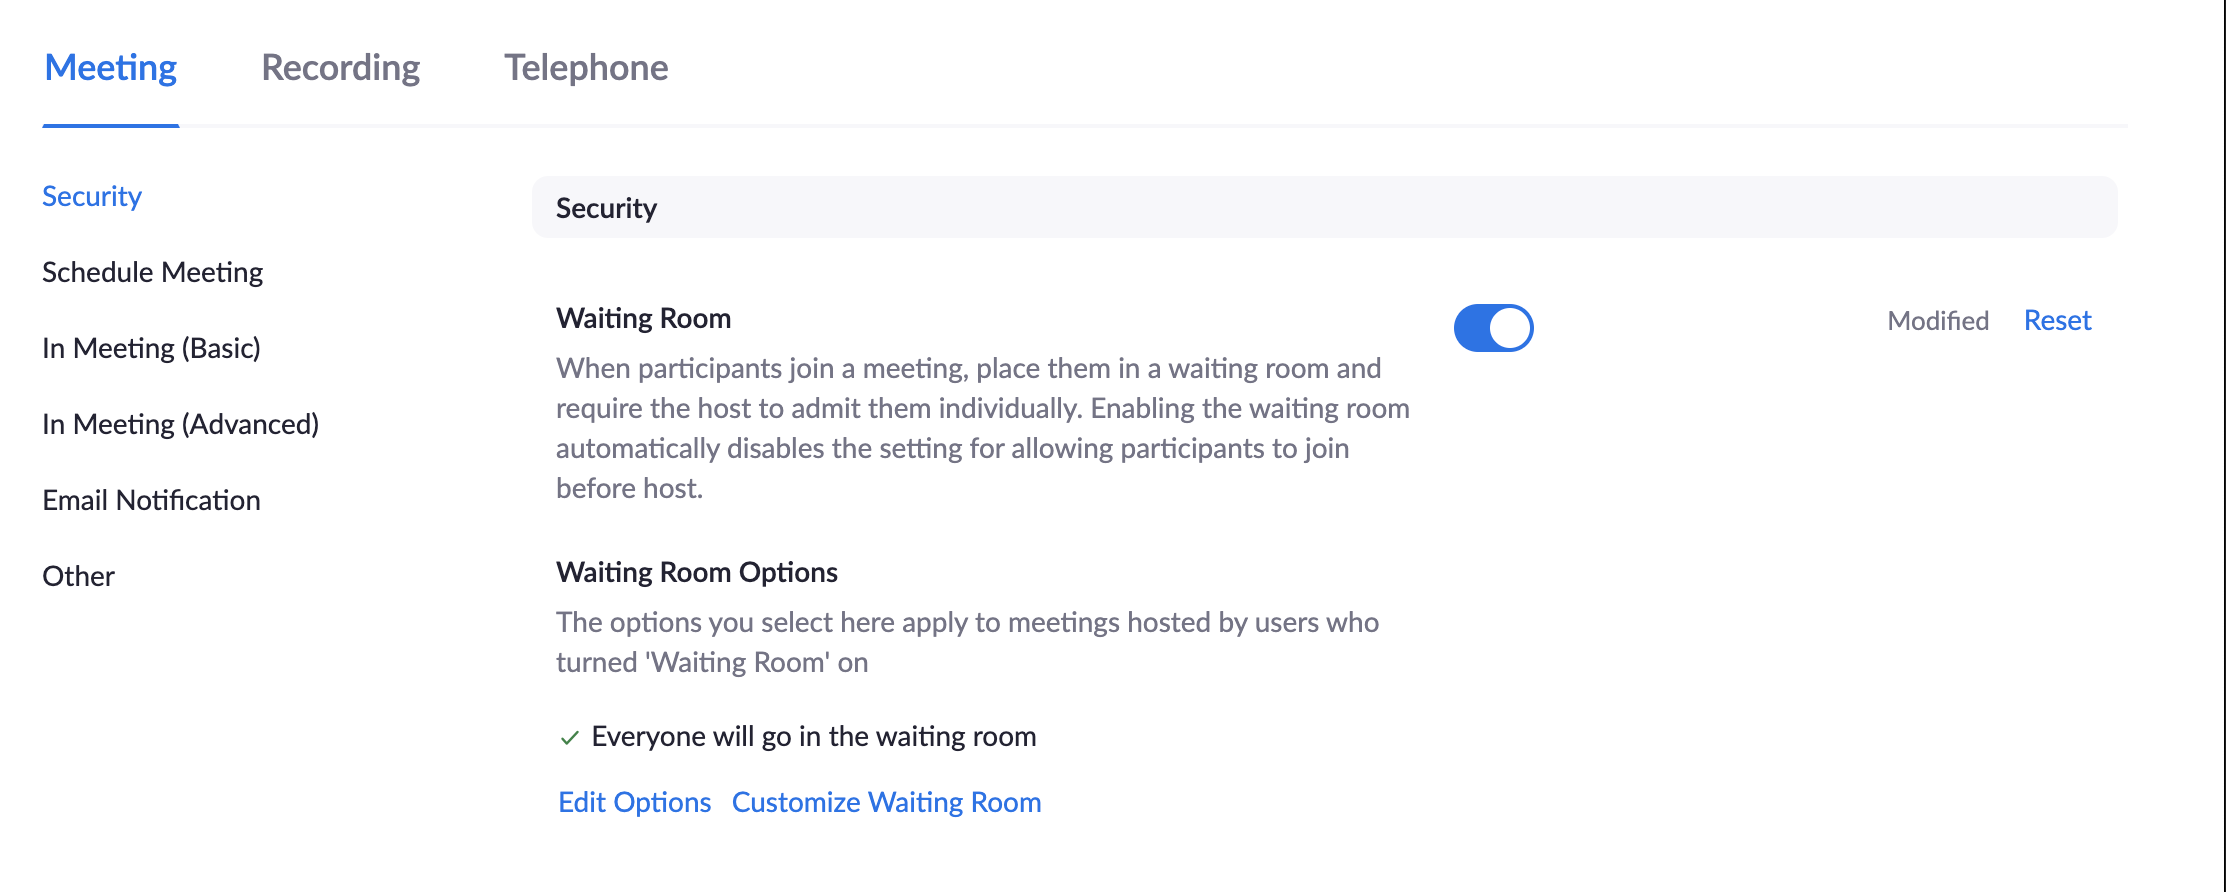 Meeting Recording Telephone
Security
Schedule Meeting
In Meeting (Basic)
In Meeting (Advanced)
Email Notification
Other
Security
Waiting Room
Modified Reset
When participants join a meeting, place them in a waiting room and
require the host to admit them individually. Enabling the waiting room
automatically disables the setting for allowing participants to join
before host.
Waiting Room Options
The options you select here apply to meetings hosted by users who
turned 'Waiting Room' on
Everyone will go in the waiting room
Edit Options Customize Waiting Room